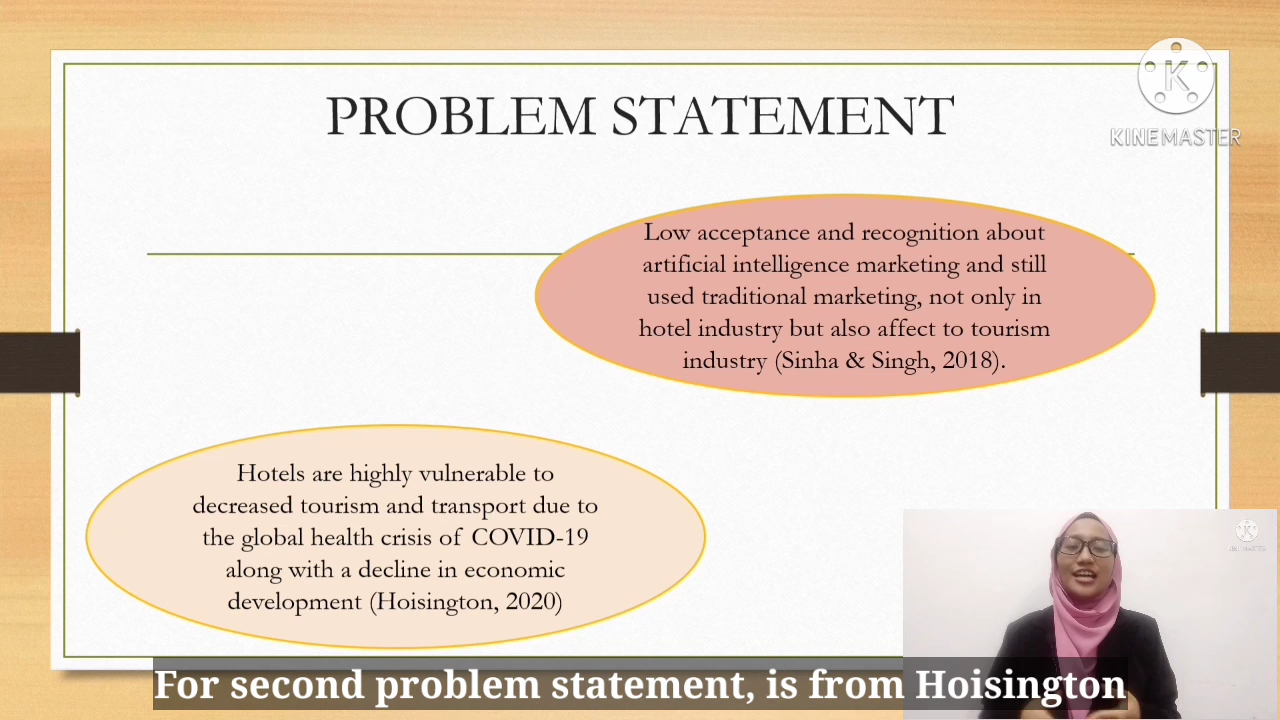 PROBLEM STATEMENT
K
KINEMASTER
Low acceptance and recognition about
artificial intelligence marketing and still
used traditional marketing, not only in
hotel industry but also affect to tourism
industry (Sinha & Singh, 2018).
Hotels are highly vulnerable to
decreased tourism and transport due to
the global health crisis of COVID-19
along with a decline in economic
development (Hoisington, 2020)
For second problem statement, is from Hoisington